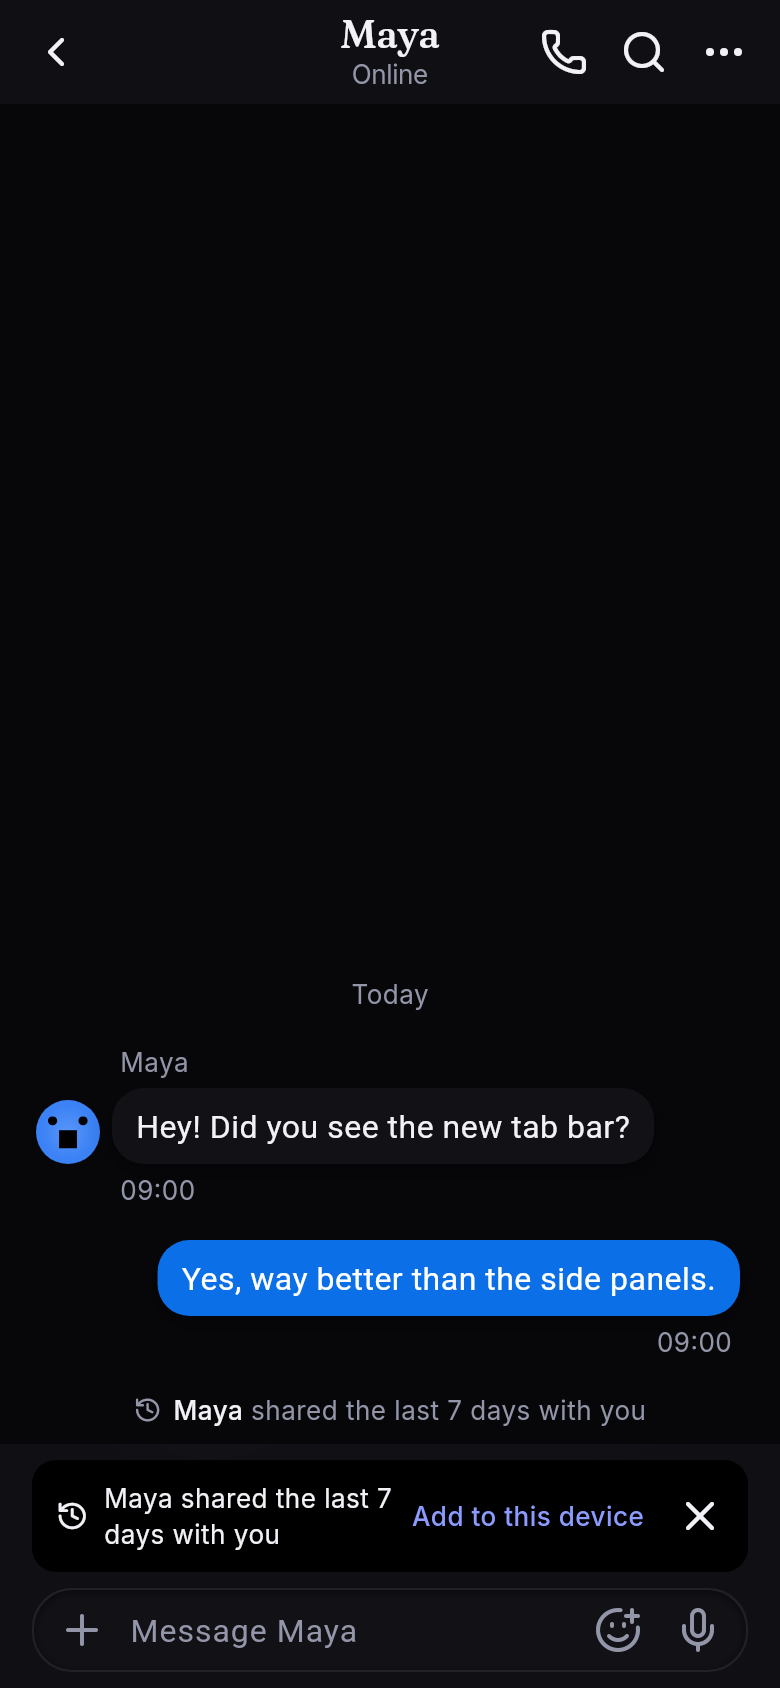 Maya
Online
Today
Maya
Hey! Did you see the new tab bar?
09:00
Yes, way better than the side panels.
09:00
Maya shared the last 7 days with you
Maya shared the last 7
days with you
Add to this device
Message Maya